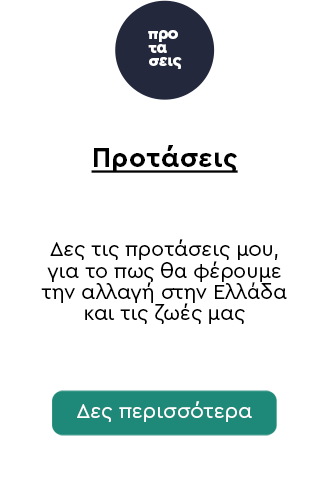 προ
τά
σεις
Προτάσεις
Δες τις προτάσεις μου,
για το πως θα φέρουμε
την αλλαγή στην Ελλάδα
και τις ζωές μας
Δες περισσότερα